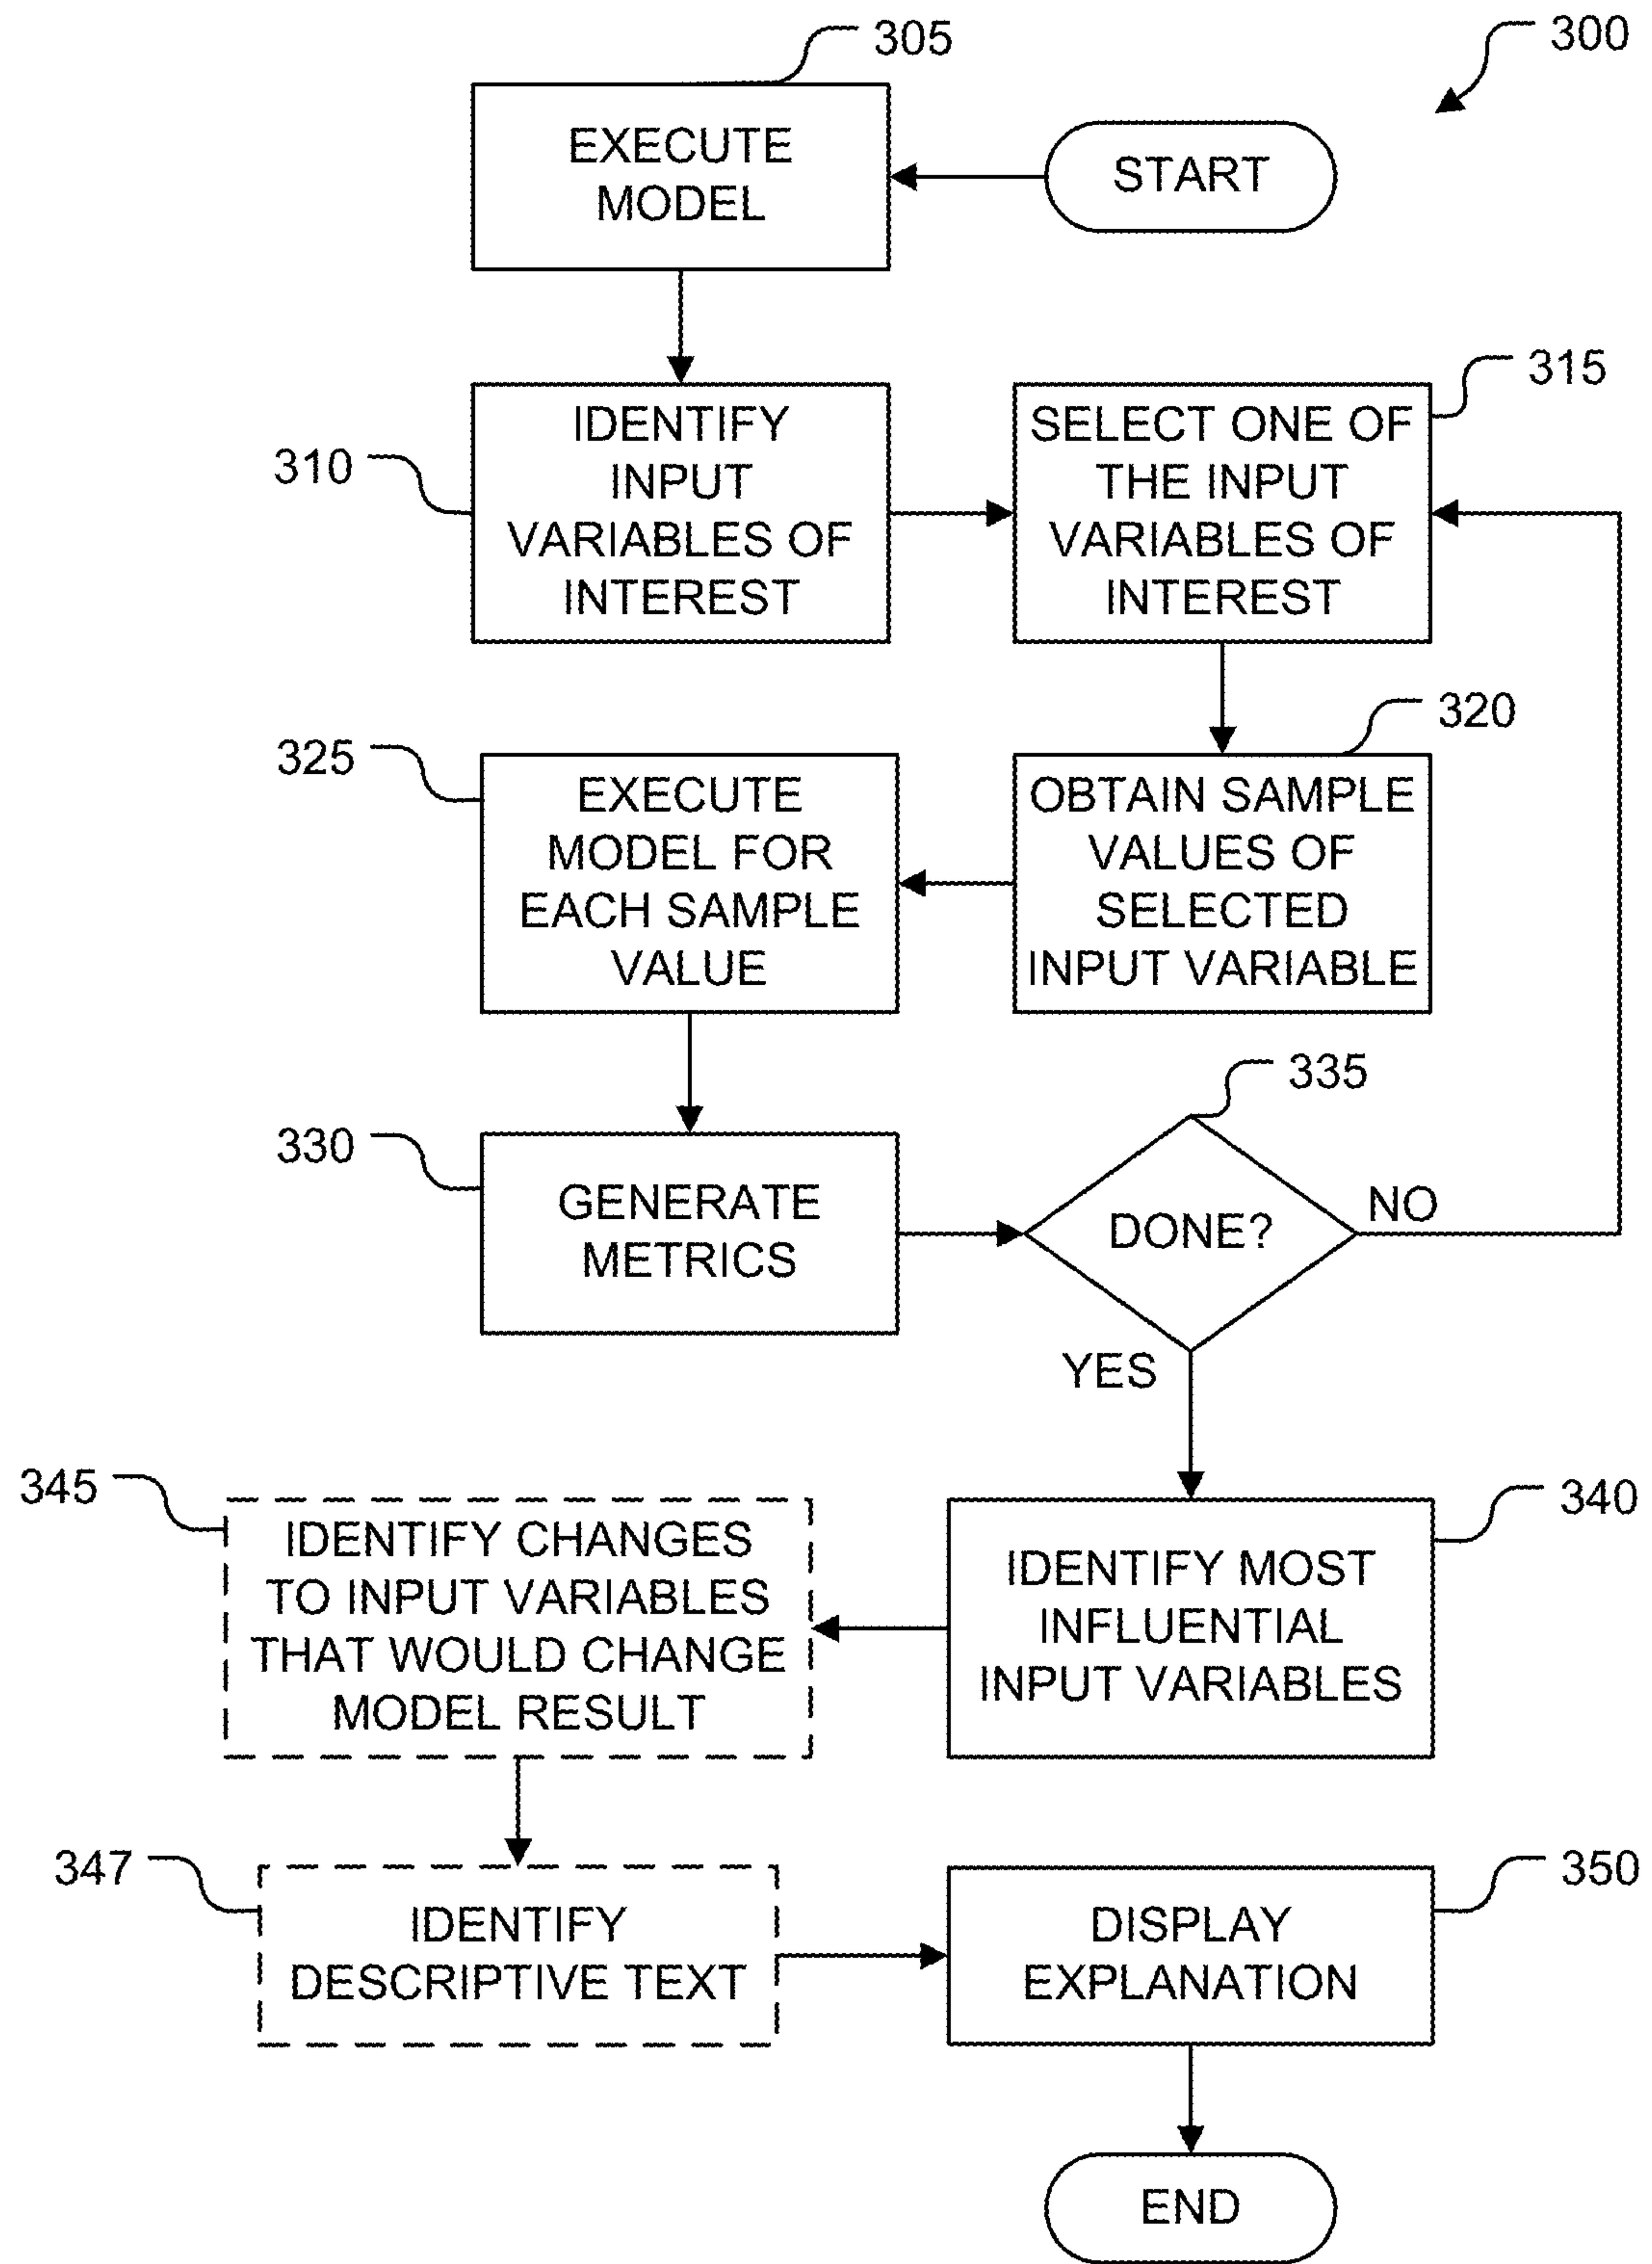 305
300
EXECUTE
MODEL
START
315
310
IDENTIFY
INPUT
VARIABLES OF
INTEREST
SELECT ONE OF
THE INPUT
VARIABLES OF
INTEREST
320
325
EXECUTE
MODEL FOR
EACH SAMPLE
VALUE
OBTAIN SAMPLE
VALUES OF
SELECTED
INPUT VARIABLE
335
330
GENERATE
METRICS
DONE?
NO
YES
345
340
IDENTIFY CHANGES
TO INPUT VARIABLES
THAT WOULD CHANGE
MODEL RESULT
IDENTIFY MOST
INFLUENTIAL
INPUT VARIABLES
347
350
IDENTIFY
DESCRIPTIVE TEXT
DISPLAY
EXPLANATION
END